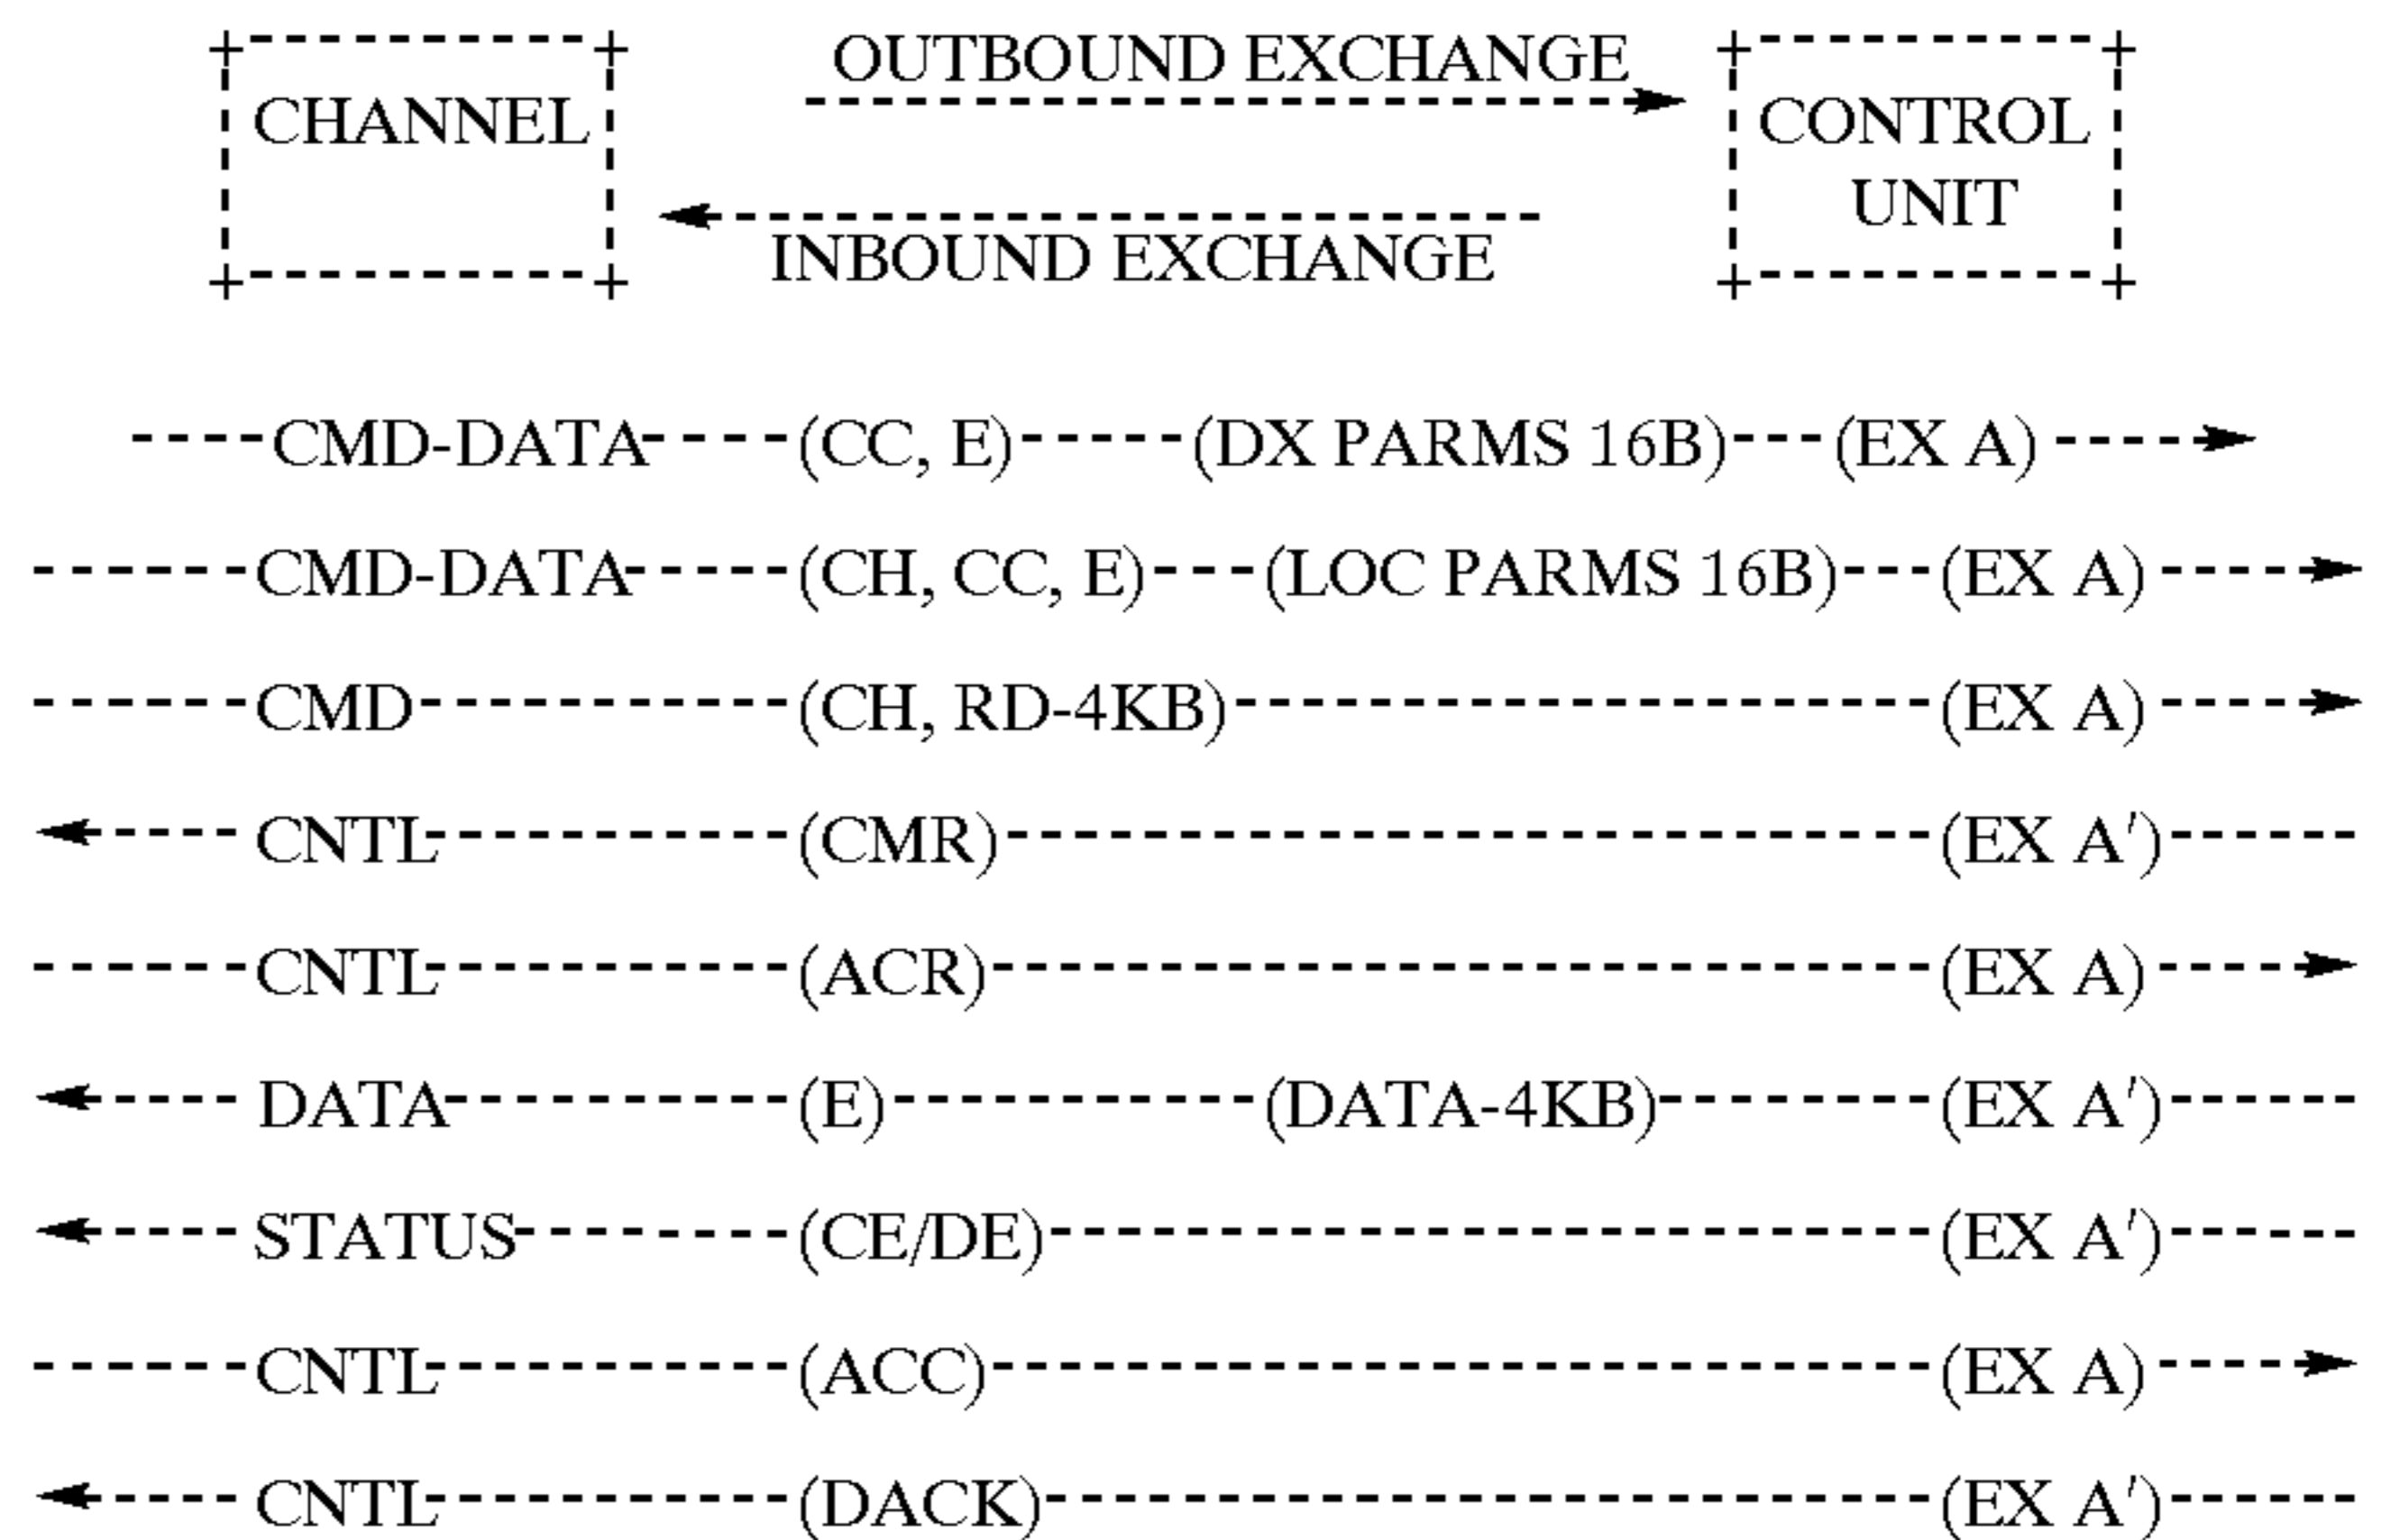 OUTBOUND EXCHANGE
CHANNEL
CONTROL
UNIT
INBOUND EXCHANGE
CMD-DATA (CC, E) (DX PARMS 16B) (EX A)
CMD-DATA (CH, CC, E) (LOC PARMS 16B) (EX A)
CMD (CH, RD-4KB) (EX A)
CNTL (CMR) (EX A')
CNTL (ACR) (EX A)
DATA (E) (DATA-4KB) (EX A')
STATUS (CE/DE) (EX A')
CNTL (ACC) (EX A)
CNTL (DACK) (EX A')